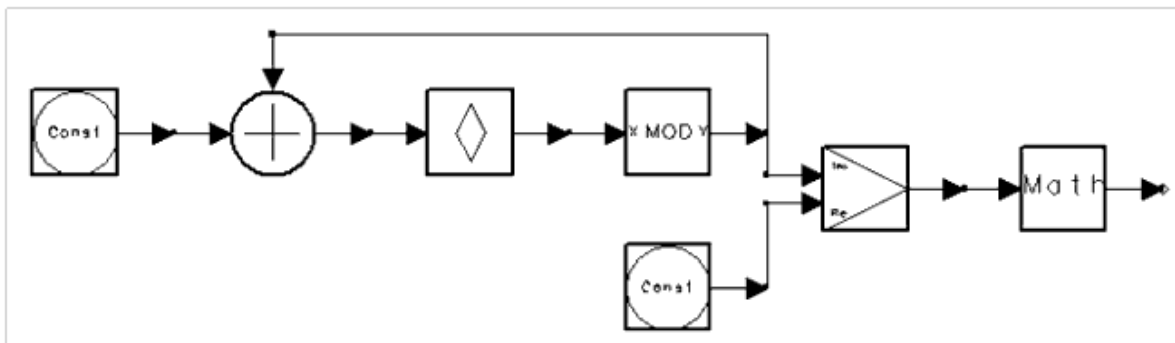 Const
X MOD Y
Im
Re
Math
Const